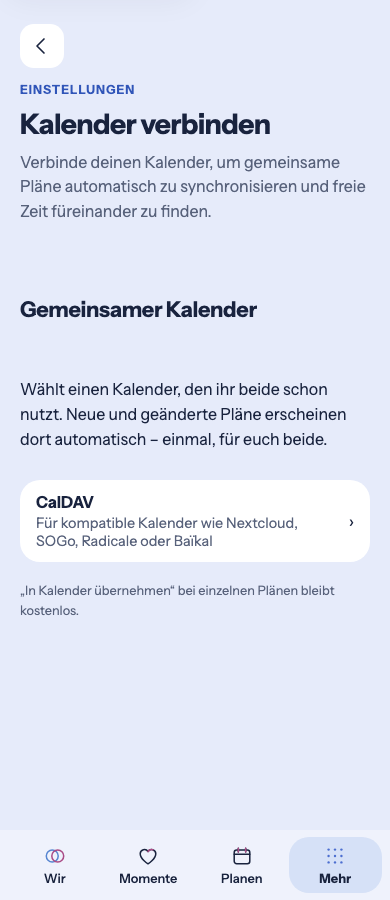 EINSTELLUNGEN
Kalender verbinden
Verbinde deinen Kalender, um gemeinsame
Pläne automatisch zu synchronisieren und freie
Zeit füreinander zu finden.
Gemeinsamer Kalender
Wählt einen Kalender, den ihr beide schon
nutzt. Neue und geänderte Pläne erscheinen
dort automatisch – einmal, für euch beide.
CalDAV
Für kompatible Kalender wie Nextcloud,
SOGo, Radicale oder Baïkal
„In Kalender übernehmen“ bei einzelnen Plänen bleibt
kostenlos.
Wir
Momente
Planen
Mehr